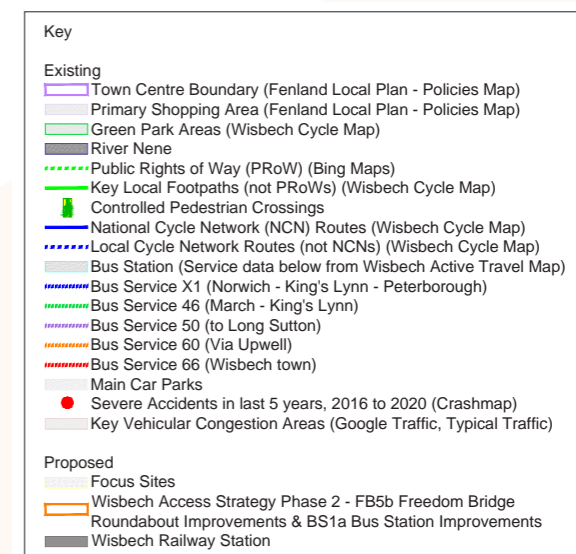 Key
Existing
Town Centre Boundary (Fenland Local Plan - Policies Map)
Primary Shopping Area (Fenland Local Plan - Policies Map)
Green Park Areas (Wisbech Cycle Map)
River Nene
Public Rights of Way (PRoW) (Bing Maps)
Key Local Footpaths (not PRoWs) (Wisbech Cycle Map)
Controlled Pedestrian Crossings
National Cycle Network (NCN) Routes (Wisbech Cycle Map)
Local Cycle Network Routes (not NCNs) (Wisbech Cycle Map)
Bus Station (Service data below from Wisbech Active Travel Map)
Bus Service X1 (Norwich - King's Lynn - Peterborough)
Bus Service 46 (March - King's Lynn)
Bus Service 50 (to Long Sutton)
Bus Service 60 (Via Upwell)
Bus Service 66 (Wisbech town)
Main Car Parks
Severe Accidents in last 5 years, 2016 to 2020 (Crashmap)
Key Vehicular Congestion Areas (Google Traffic, Typical Traffic)
Proposed
Focus Sites
Wisbech Access Strategy Phase 2 - FB5b Freedom Bridge
Roundabout Improvements & BS1a Bus Station Improvements
Wisbech Railway Station